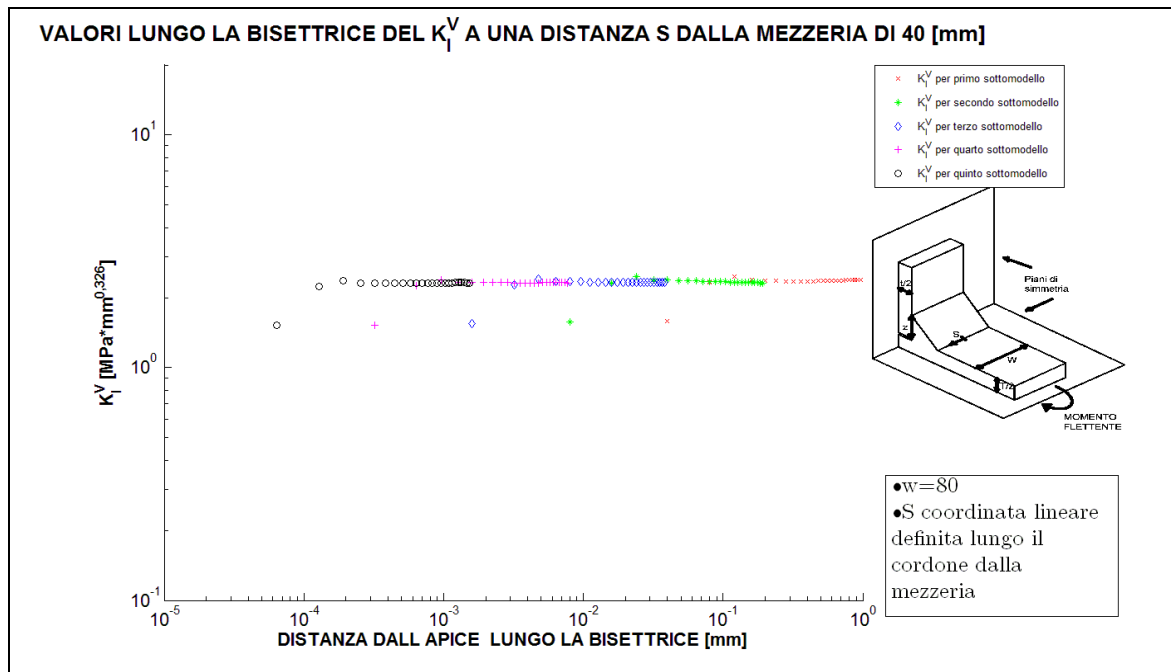 VALORI LUNGO LA BISETTRICE DEL K_I^V A UNA DISTANZA S DALLA MEZZERIA DI 40 [mm]
K_I^V per primo sottomodello
K_I^V per secondo sottomodello
K_I^V per terzo sottomodello
K_I^V per quarto sottomodello
K_I^V per quinto sottomodello
K_I^V [MPa*mm^0,326]
10^1
10^0
10^-1
10^-5
10^-4
10^-3
10^-2
10^-1
10^0
DISTANZA DALL APICE LUNGO LA BISETTRICE [mm]
t/2
z
S
W
T/2
Piani di
simmetria
MOMENTO
FLETTENTE
●w=80
●S coordinata lineare
definita lungo il
cordone dalla
mezzeria